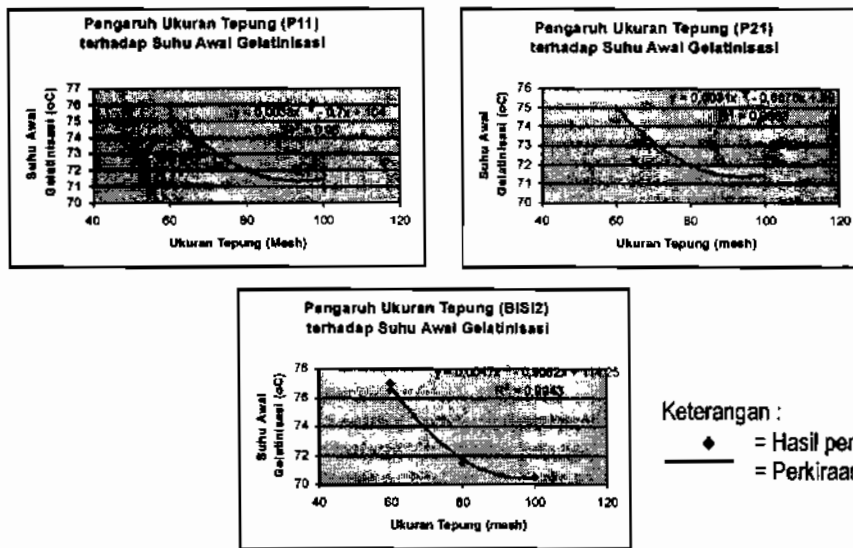 Pengaruh Ukuran Tepung (P11)
terhadap Suhu Awal Gelatinisasi
Suhu Awal
Gelatinisasi (oC)
77
76
75
74
73
72
71
70
40 60 80 100 120
Ukuran Tepung (Mesh)
Pengaruh Ukuran Tepung (P21)
terhadap Suhu Awal Gelatinisasi
Suhu Awal
Gelatinisasi (oC)
76
75
74
73
72
71
70
40 60 80 100 120
Ukuran Tepung (mesh)
Pengaruh Ukuran Tepung (BISI2)
terhadap Suhu Awal Gelatinisasi
Suhu Awal
Gelatinisasi (oC)
78
76
74
72
70
R² = 0,9943
40 60 80 100 120
Ukuran Tepung (mesh)
Keterangan :
= Hasil per
= Perkiraan